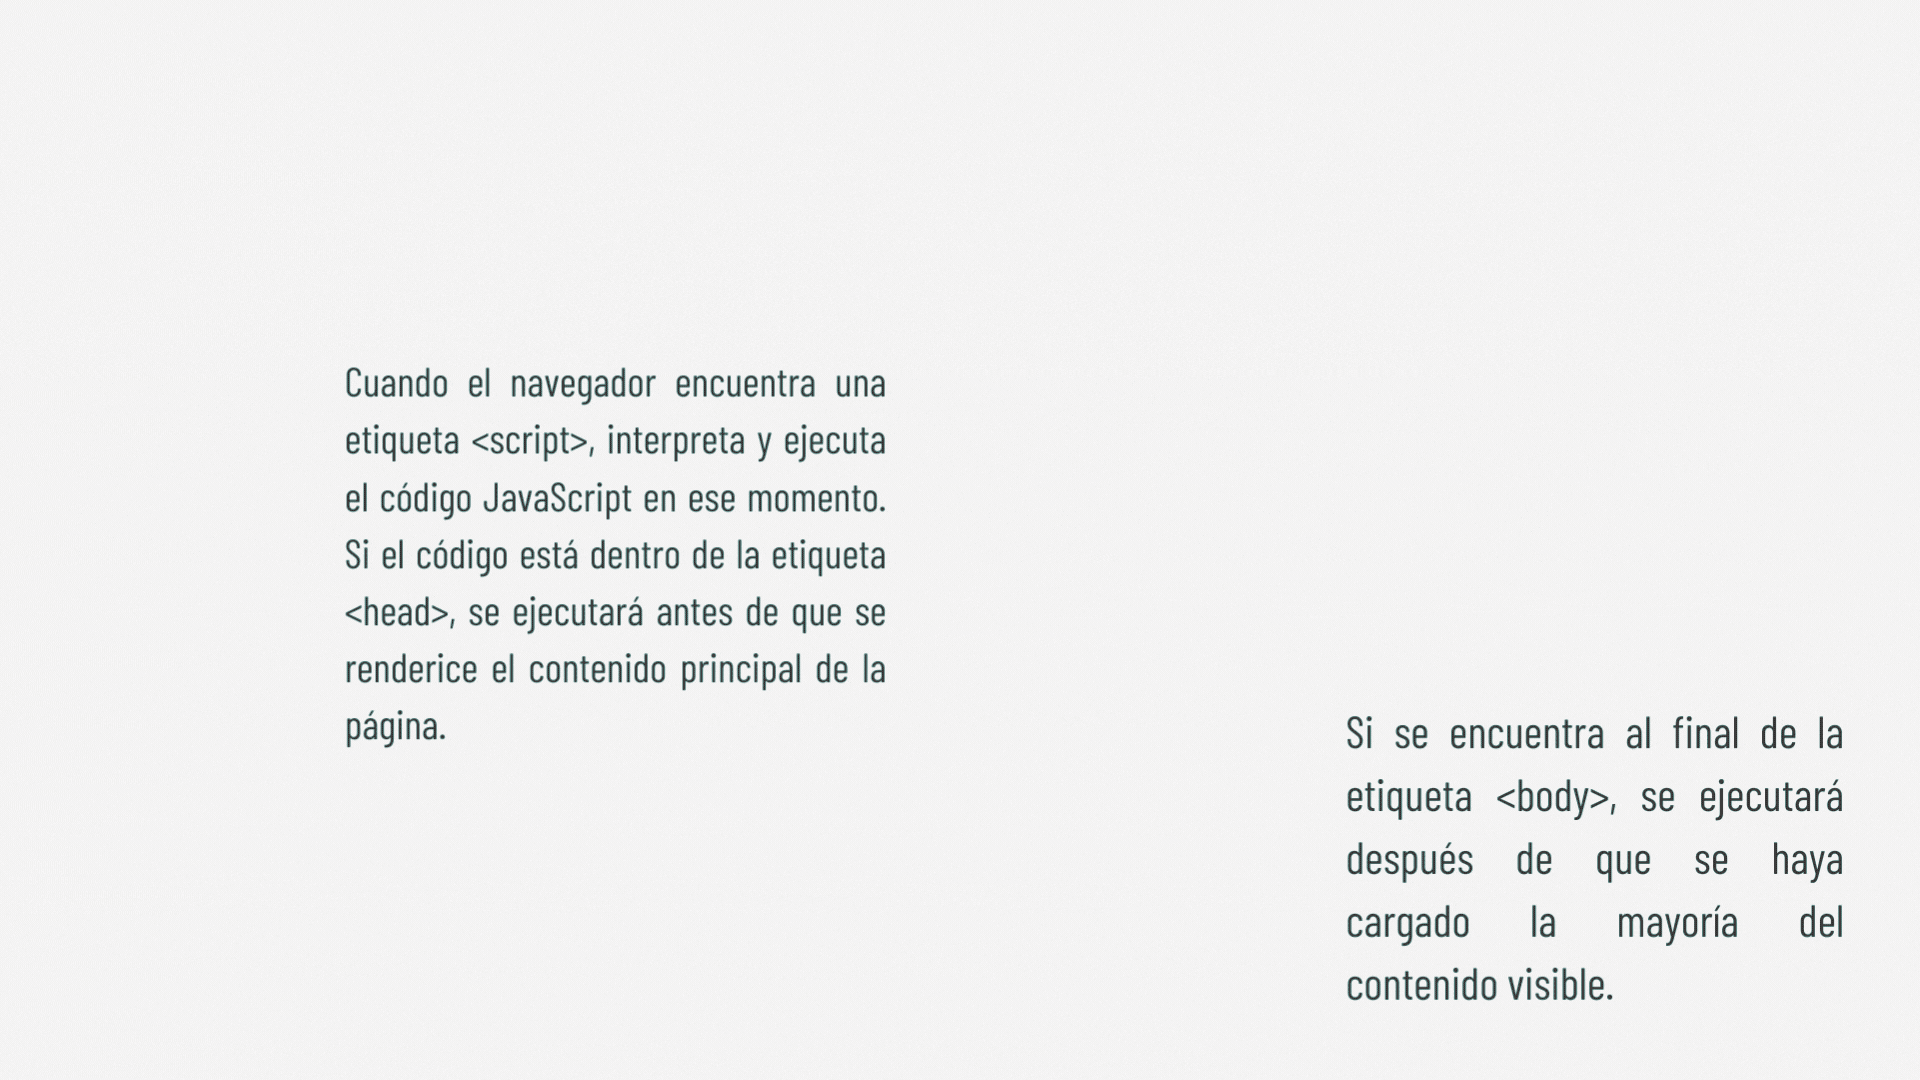 Cuando el navegador encuentra una
etiqueta <script>, interpreta y ejecuta
el código JavaScript en ese momento.
Si el código está dentro de la etiqueta
<head>, se ejecutará antes de que se
renderice el contenido principal de la
página.
Si se encuentra al final de la
etiqueta <body>, se ejecutará
después de que se haya
cargado la mayoría del
contenido visible.